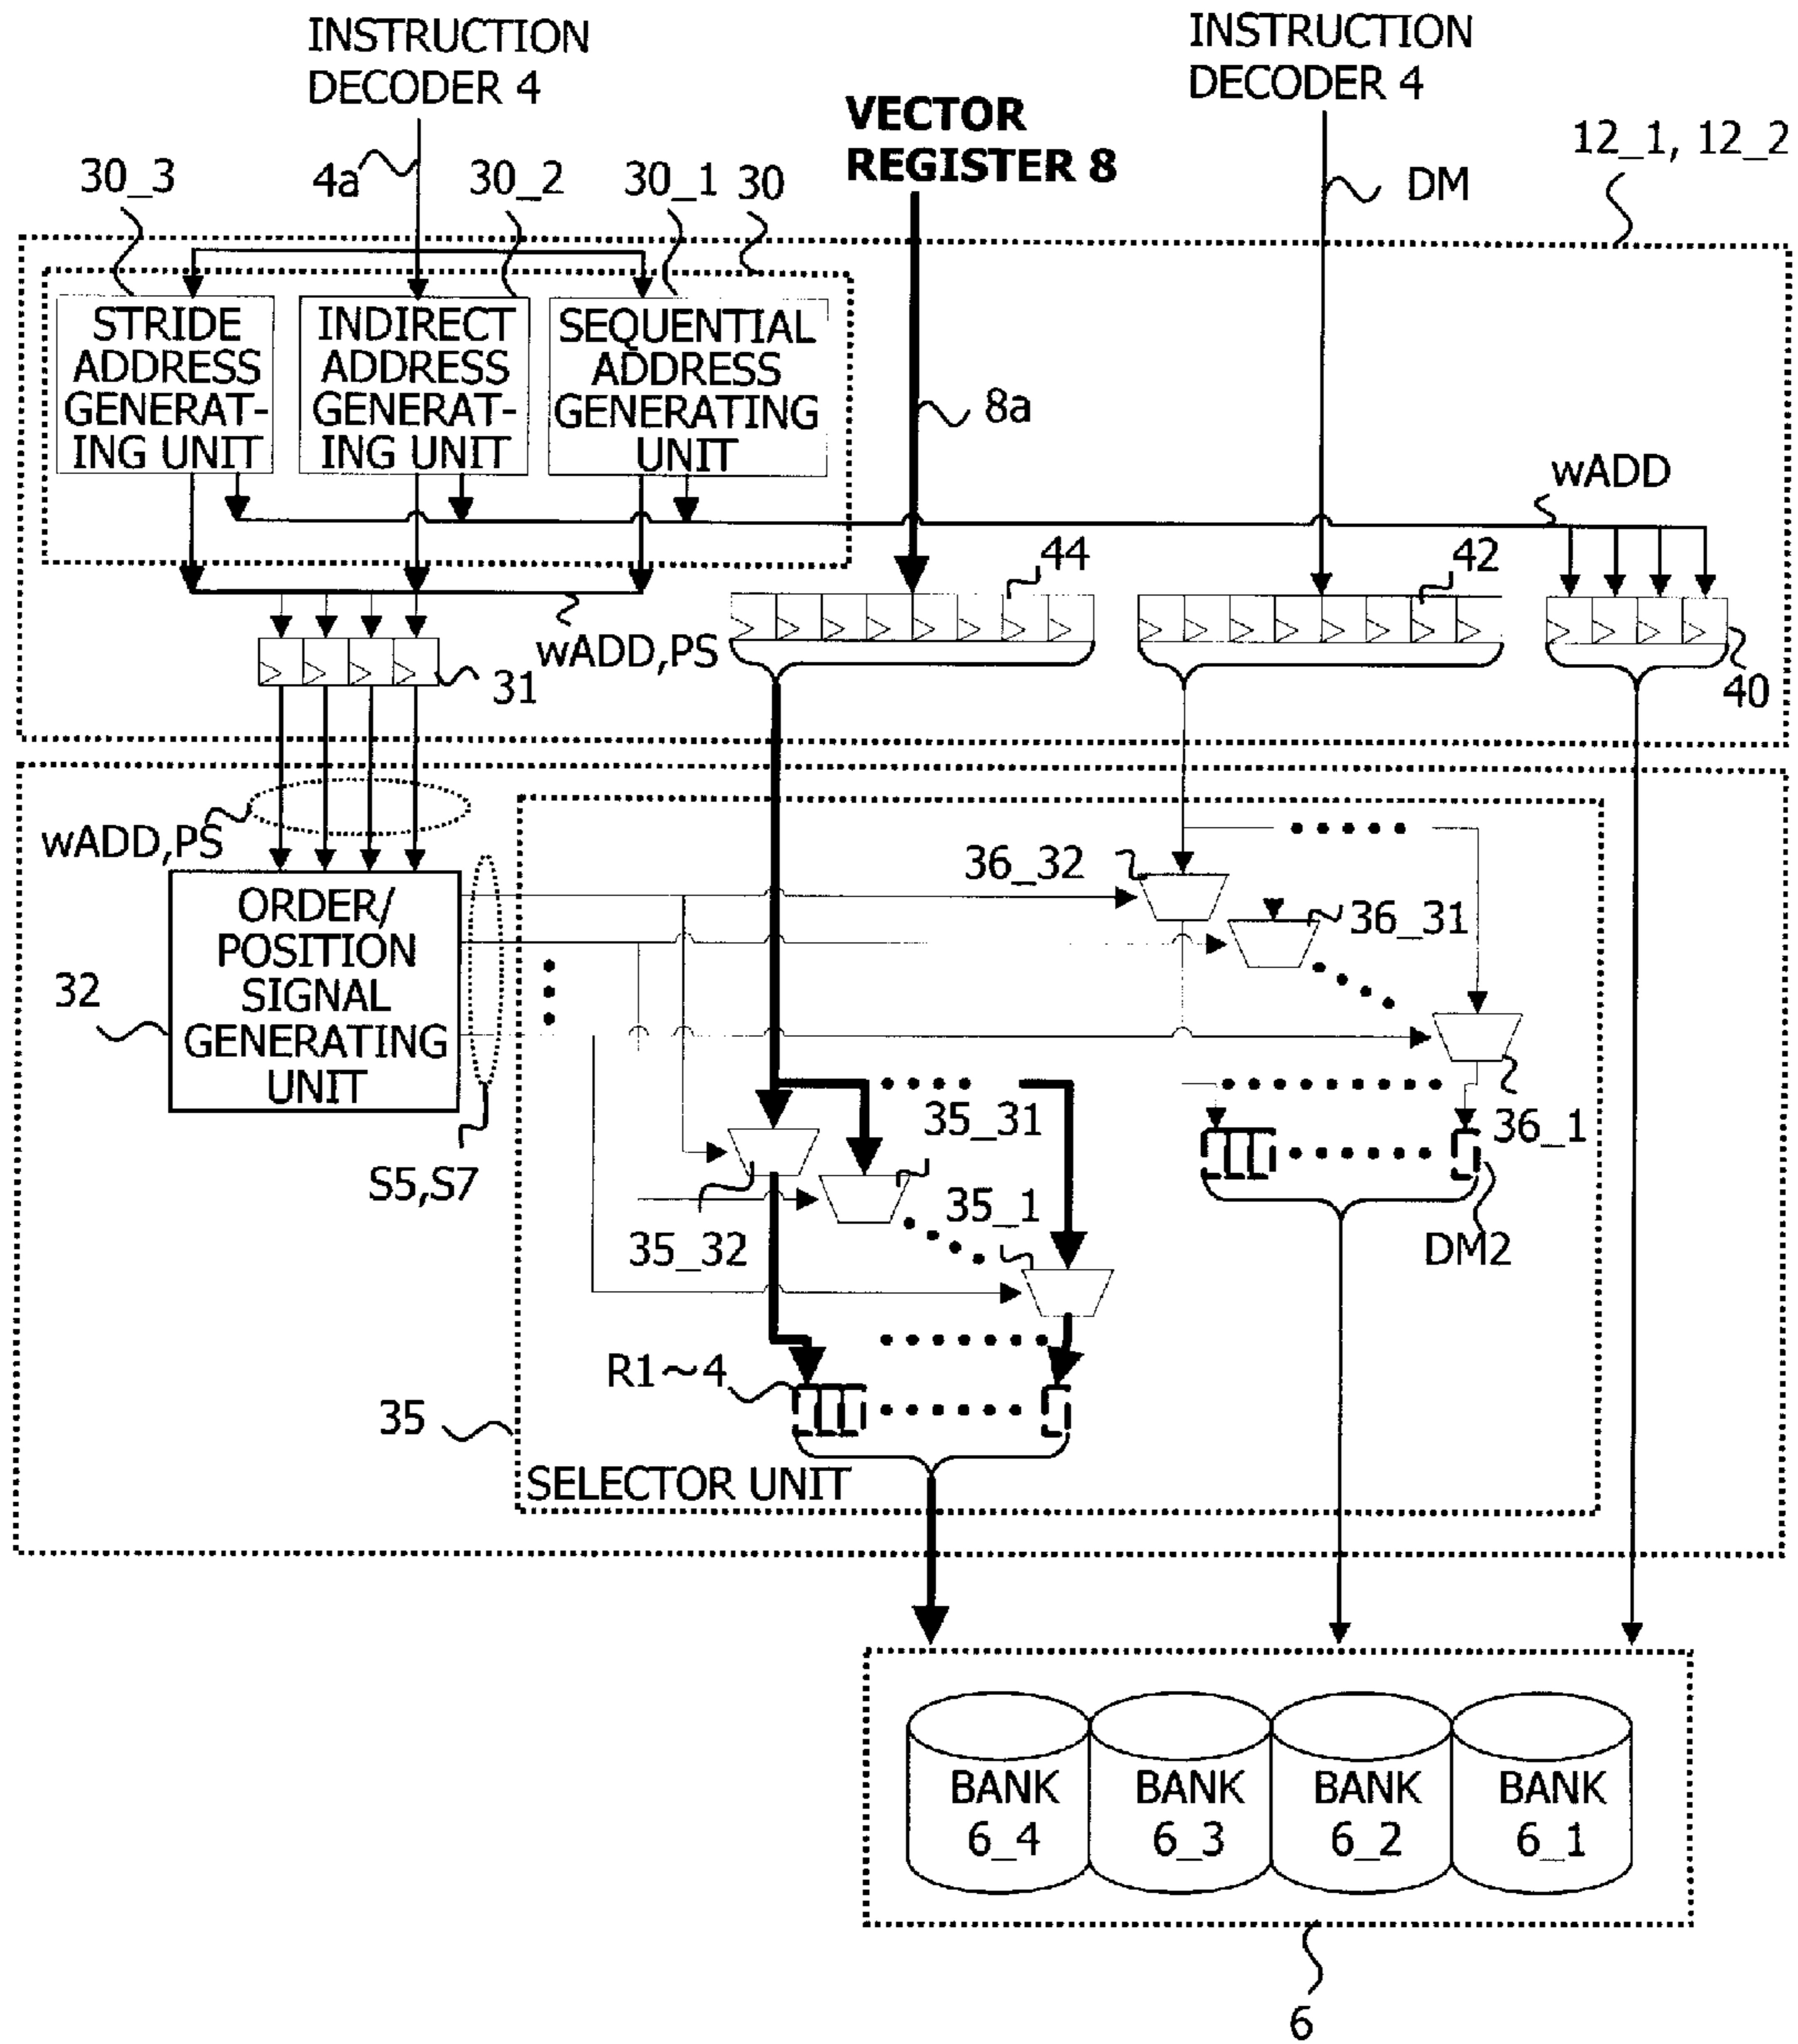 INSTRUCTION
DECODER 4
INSTRUCTION
DECODER 4
VECTOR
REGISTER 8
12_1, 12_2
30_3
4a
30_2
30_1
30
DM
STRIDE
ADDRESS
GENERAT-
ING UNIT
INDIRECT
ADDRESS
GENERAT-
ING UNIT
SEQUENTIAL
ADDRESS
GENERATING
UNIT
8a
wADD
44
42
wADD,PS
31
40
wADD,PS
36_32
36_31
ORDER/
POSITION
SIGNAL
GENERATING
UNIT
32
35_31
36_1
S5,S7
35_1
35_32
DM2
R1~4
35
SELECTOR UNIT
BANK
6_4
BANK
6_3
BANK
6_2
BANK
6_1
6